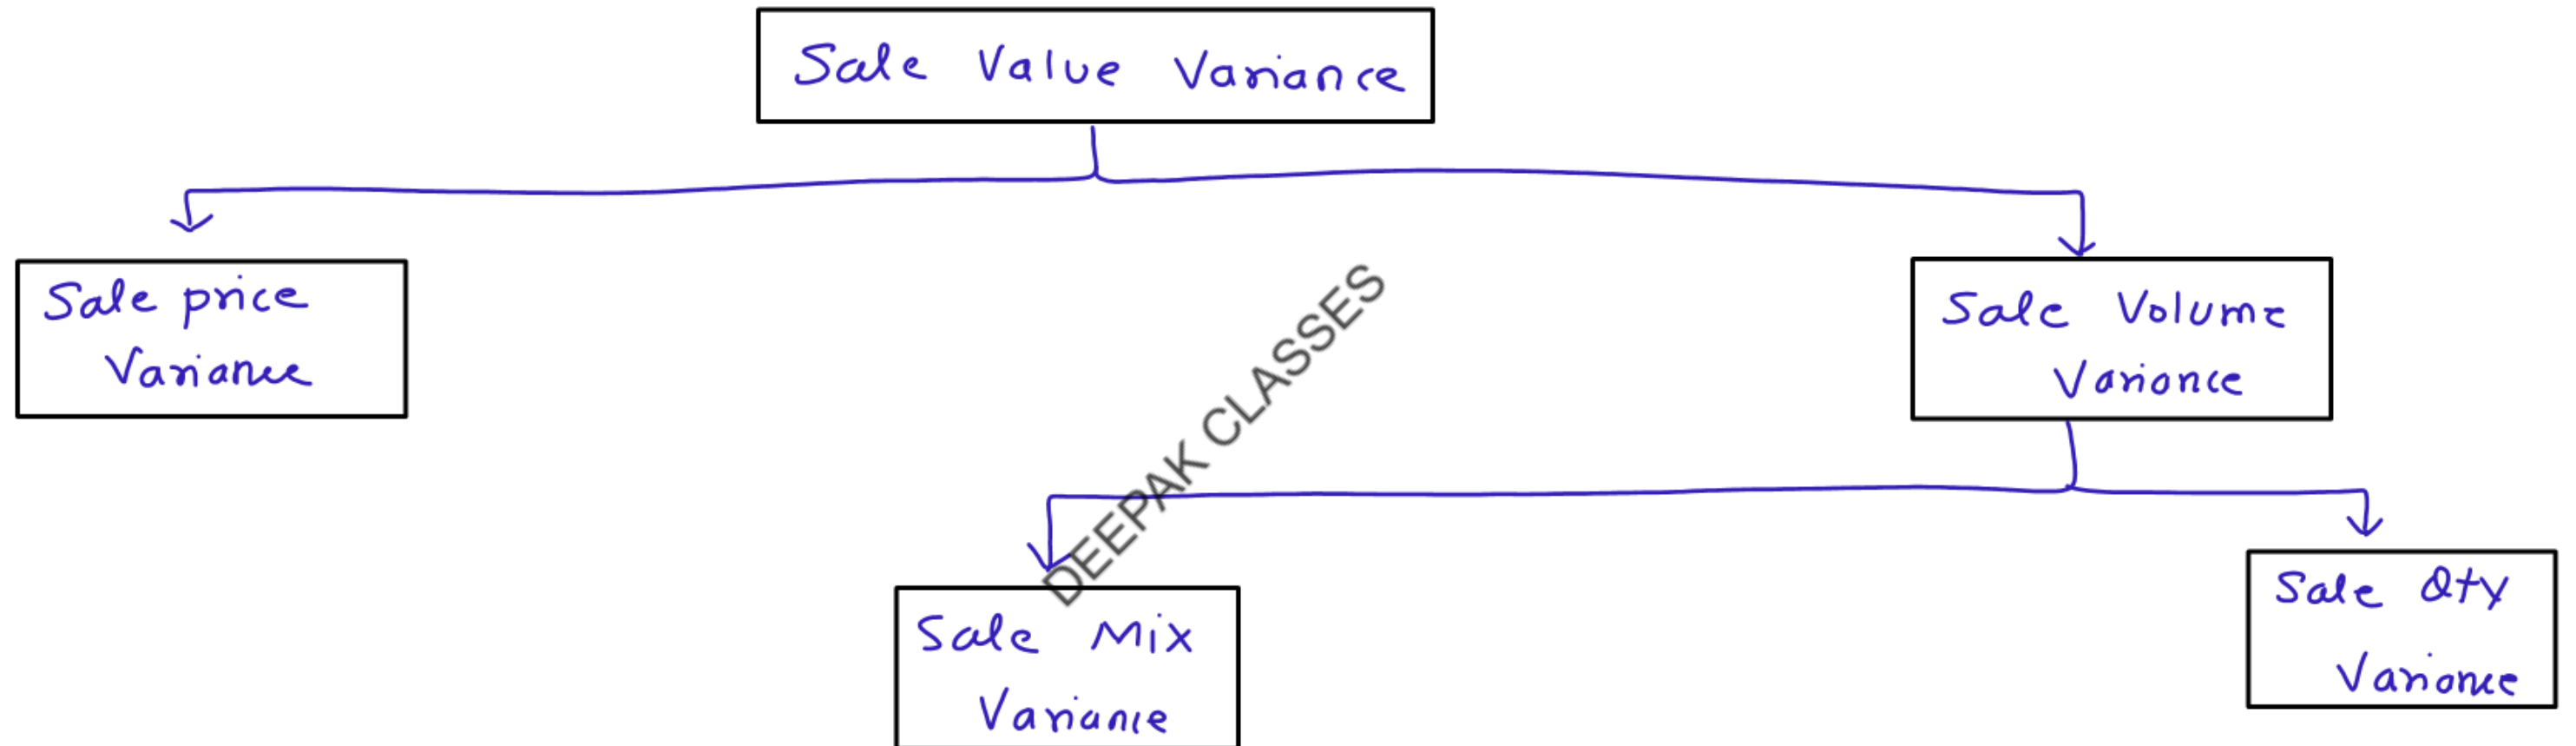 Sale Value Variance
Sale price
Variance
Sale Volume
Variance
DEEPAK CLASSES
Sale Mix
Variance
Sale Qty
Variance